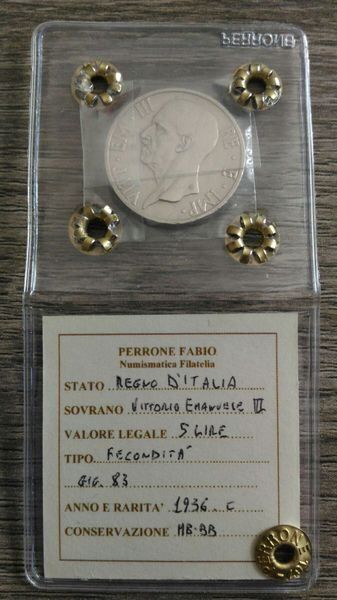 PERRONE
VITT·EM·III RE·E·IMP·
PERRONE FABIO
Numismatica Filatelia
STATO REGNO D'ITALIA
SOVRANO VITTORIO EMANUELE III
VALORE LEGALE 5 LIRE
TIPO FECONDITA'
GIG. 83
ANNO E RARITA' 1936 C
CONSERVAZIONE MB-BB
PERRONE